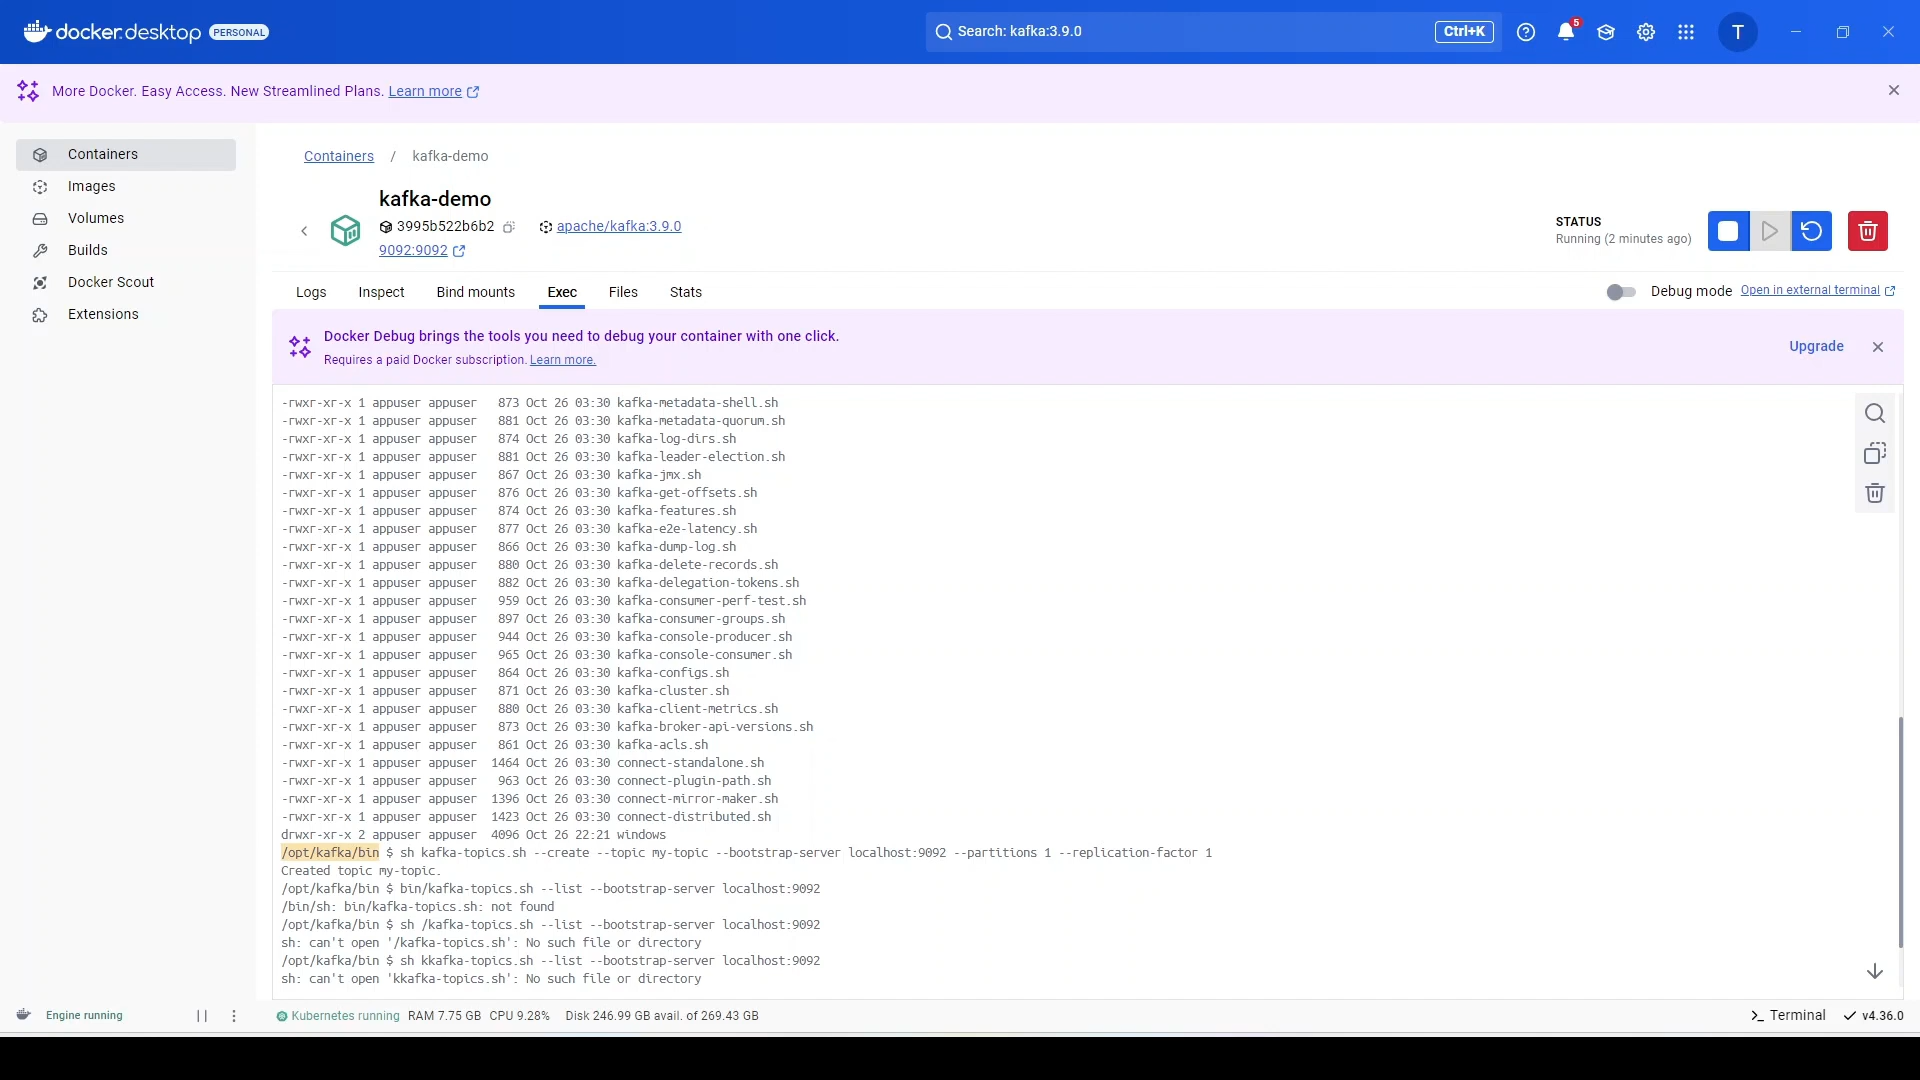 docker.desktop PERSONAL
Search: kafka:3.9.0
Ctrl+K
5
T
More Docker. Easy Access. New Streamlined Plans. Learn more
Containers
Images
Volumes
Builds
Docker Scout
Extensions
Containers / kafka-demo
kafka-demo
3995b522b6b2 apache/kafka:3.9.0
9092:9092
STATUS
Running (2 minutes ago)
Logs Inspect Bind mounts Exec Files Stats
Debug mode Open in external terminal
Docker Debug brings the tools you need to debug your container with one click.
Requires a paid Docker subscription. Learn more.
Upgrade
-rwxr-xr-x 1 appuser appuser   873 Oct 26 03:30 kafka-metadata-shell.sh
-rwxr-xr-x 1 appuser appuser   881 Oct 26 03:30 kafka-metadata-quorum.sh
-rwxr-xr-x 1 appuser appuser   874 Oct 26 03:30 kafka-log-dirs.sh
-rwxr-xr-x 1 appuser appuser   881 Oct 26 03:30 kafka-leader-election.sh
-rwxr-xr-x 1 appuser appuser   867 Oct 26 03:30 kafka-jmx.sh
-rwxr-xr-x 1 appuser appuser   876 Oct 26 03:30 kafka-get-offsets.sh
-rwxr-xr-x 1 appuser appuser   874 Oct 26 03:30 kafka-features.sh
-rwxr-xr-x 1 appuser appuser   877 Oct 26 03:30 kafka-e2e-latency.sh
-rwxr-xr-x 1 appuser appuser   866 Oct 26 03:30 kafka-dump-log.sh
-rwxr-xr-x 1 appuser appuser   880 Oct 26 03:30 kafka-delete-records.sh
-rwxr-xr-x 1 appuser appuser   882 Oct 26 03:30 kafka-delegation-tokens.sh
-rwxr-xr-x 1 appuser appuser   959 Oct 26 03:30 kafka-consumer-perf-test.sh
-rwxr-xr-x 1 appuser appuser   897 Oct 26 03:30 kafka-consumer-groups.sh
-rwxr-xr-x 1 appuser appuser   944 Oct 26 03:30 kafka-console-producer.sh
-rwxr-xr-x 1 appuser appuser   965 Oct 26 03:30 kafka-console-consumer.sh
-rwxr-xr-x 1 appuser appuser   864 Oct 26 03:30 kafka-configs.sh
-rwxr-xr-x 1 appuser appuser   871 Oct 26 03:30 kafka-cluster.sh
-rwxr-xr-x 1 appuser appuser   880 Oct 26 03:30 kafka-client-metrics.sh
-rwxr-xr-x 1 appuser appuser   873 Oct 26 03:30 kafka-broker-api-versions.sh
-rwxr-xr-x 1 appuser appuser   861 Oct 26 03:30 kafka-acls.sh
-rwxr-xr-x 1 appuser appuser  1464 Oct 26 03:30 connect-standalone.sh
-rwxr-xr-x 1 appuser appuser   963 Oct 26 03:30 connect-plugin-path.sh
-rwxr-xr-x 1 appuser appuser  1396 Oct 26 03:30 connect-mirror-maker.sh
-rwxr-xr-x 1 appuser appuser  1423 Oct 26 03:30 connect-distributed.sh
drwxr-xr-x 2 appuser appuser  4096 Oct 26 22:21 windows
/opt/kafka/bin $ sh kafka-topics.sh --create --topic my-topic --bootstrap-server localhost:9092 --partitions 1 --replication-factor 1
Created topic my-topic.
/opt/kafka/bin $ bin/kafka-topics.sh --list --bootstrap-server localhost:9092
/bin/sh: bin/kafka-topics.sh: not found
/opt/kafka/bin $ sh /kafka-topics.sh --list --bootstrap-server localhost:9092
sh: can't open '/kafka-topics.sh': No such file or directory
/opt/kafka/bin $ sh kkafka-topics.sh --list --bootstrap-server localhost:9092
sh: can't open 'kkafka-topics.sh': No such file or directory
Engine running
Kubernetes running RAM 7.75 GB CPU 9.28% Disk 246.99 GB avail. of 269.43 GB
Terminal v4.36.0